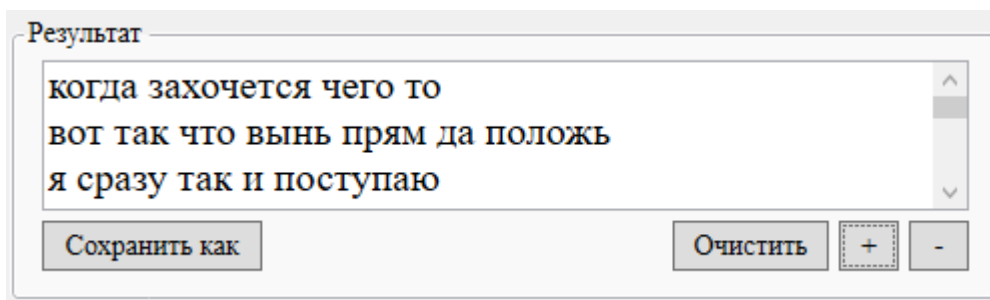 Результат
когда захочется чего то
вот так что вынь прям да положь
я сразу так и поступаю
Сохранить как
Очистить
+
-